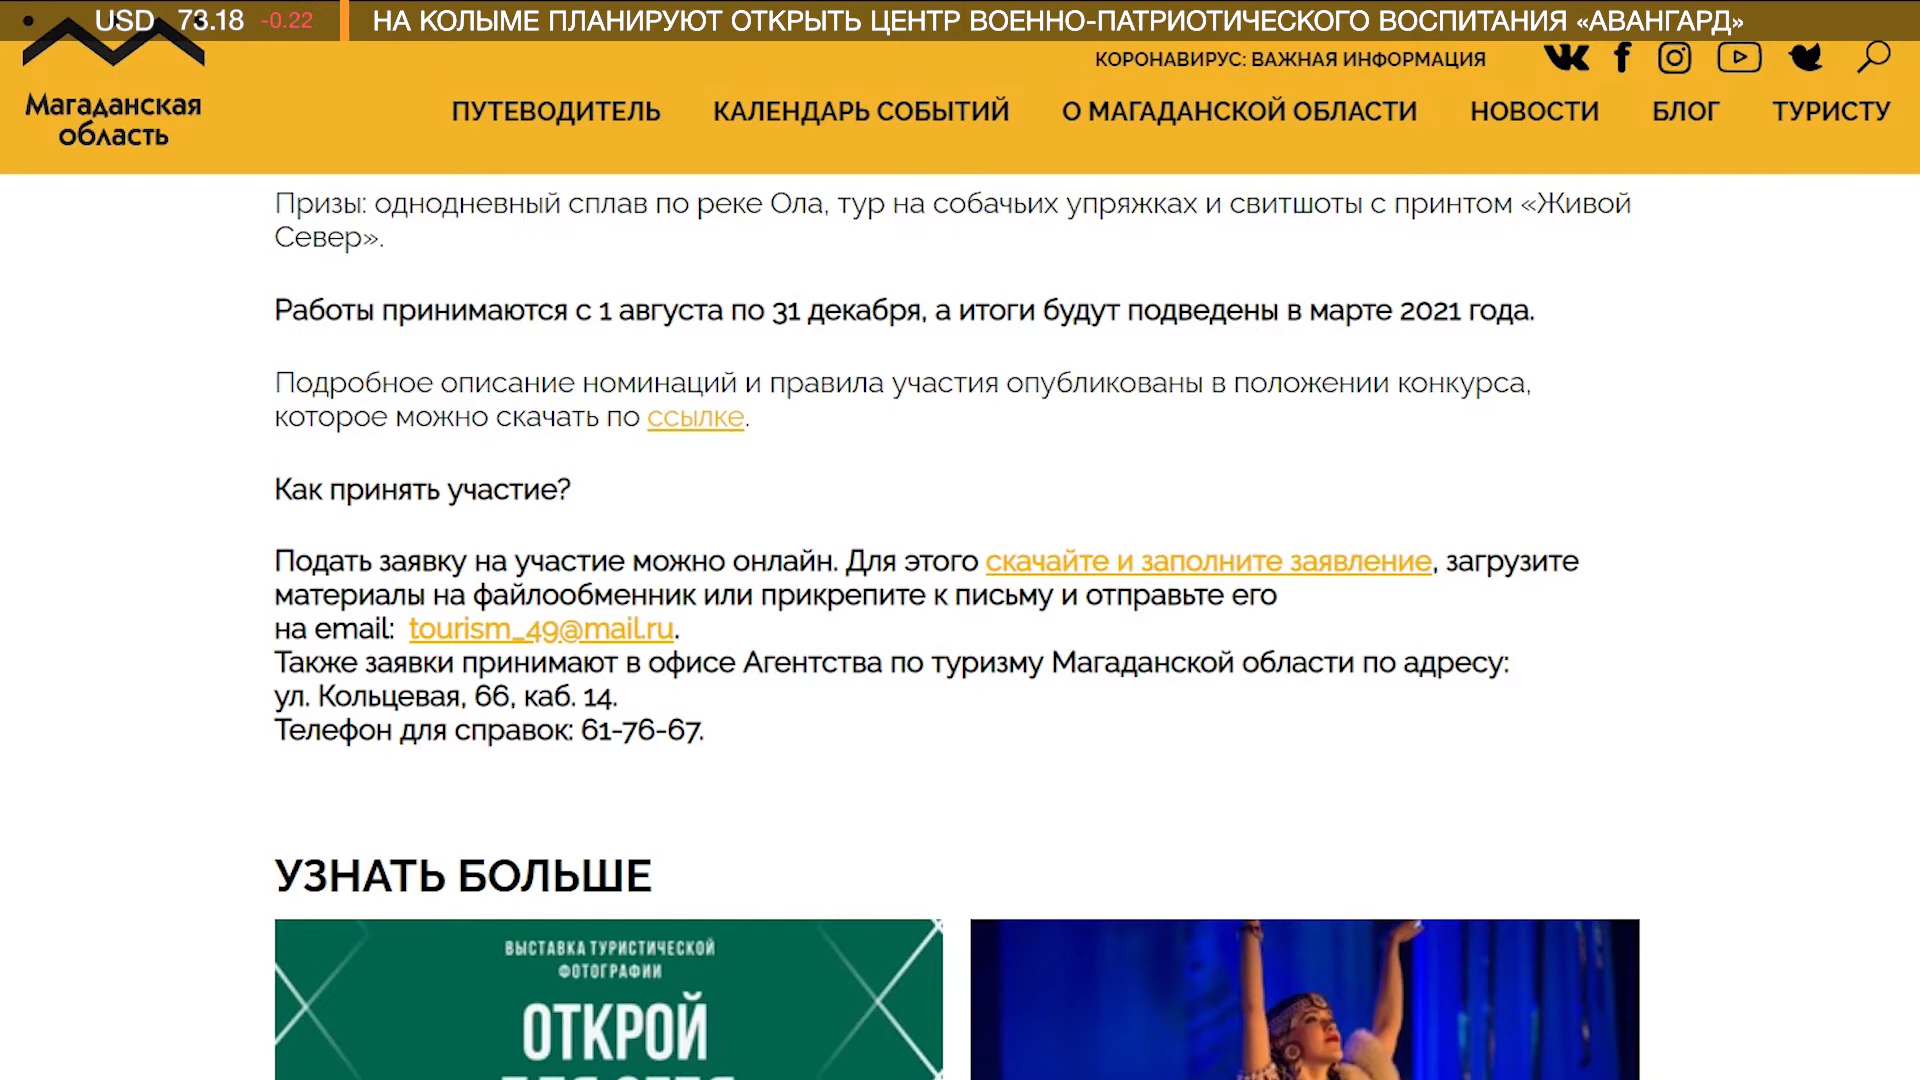 USD 73.18 -0.22 НА КОЛЫМЕ ПЛАНИРУЮТ ОТКРЫТЬ ЦЕНТР ВОЕННО-ПАТРИОТИЧЕСКОГО ВОСПИТАНИЯ «АВАНГАРД»
КОРОНАВИРУС: ВАЖНАЯ ИНФОРМАЦИЯ
Магаданская
область
ПУТЕВОДИТЕЛЬ КАЛЕНДАРЬ СОБЫТИЙ О МАГАДАНСКОЙ ОБЛАСТИ НОВОСТИ БЛОГ ТУРИСТУ
Призы: однодневный сплав по реке Ола, тур на собачьих упряжках и свитшоты с принтом «Живой
Север».
Работы принимаются с 1 августа по 31 декабря, а итоги будут подведены в марте 2021 года.
Подробное описание номинаций и правила участия опубликованы в положении конкурса,
которое можно скачать по ссылке.
Как принять участие?
Подать заявку на участие можно онлайн. Для этого скачайте и заполните заявление, загрузите
материалы на файлообменник или прикрепите к письму и отправьте его
на email: tourism_49@mail.ru.
Также заявки принимают в офисе Агентства по туризму Магаданской области по адресу:
ул. Кольцевая, 66, каб. 14.
Телефон для справок: 61-76-67.
УЗНАТЬ БОЛЬШЕ
ВЫСТАВКА ТУРИСТИЧЕСКОЙ
ФОТОГРАФИИ
ОТКРОЙ